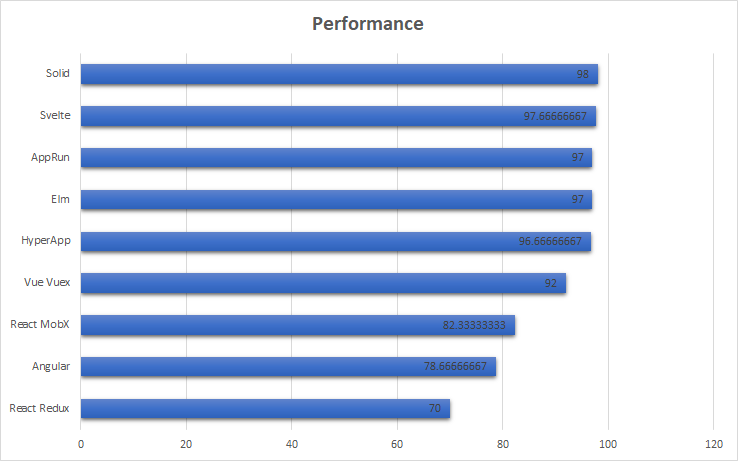 Performance
Solid 98
Svelte 97.66666667
AppRun 97
Elm 97
HyperApp 96.66666667
Vue Vuex 92
React MobX 82.33333333
Angular 78.66666667
React Redux 70
0 20 40 60 80 100 120